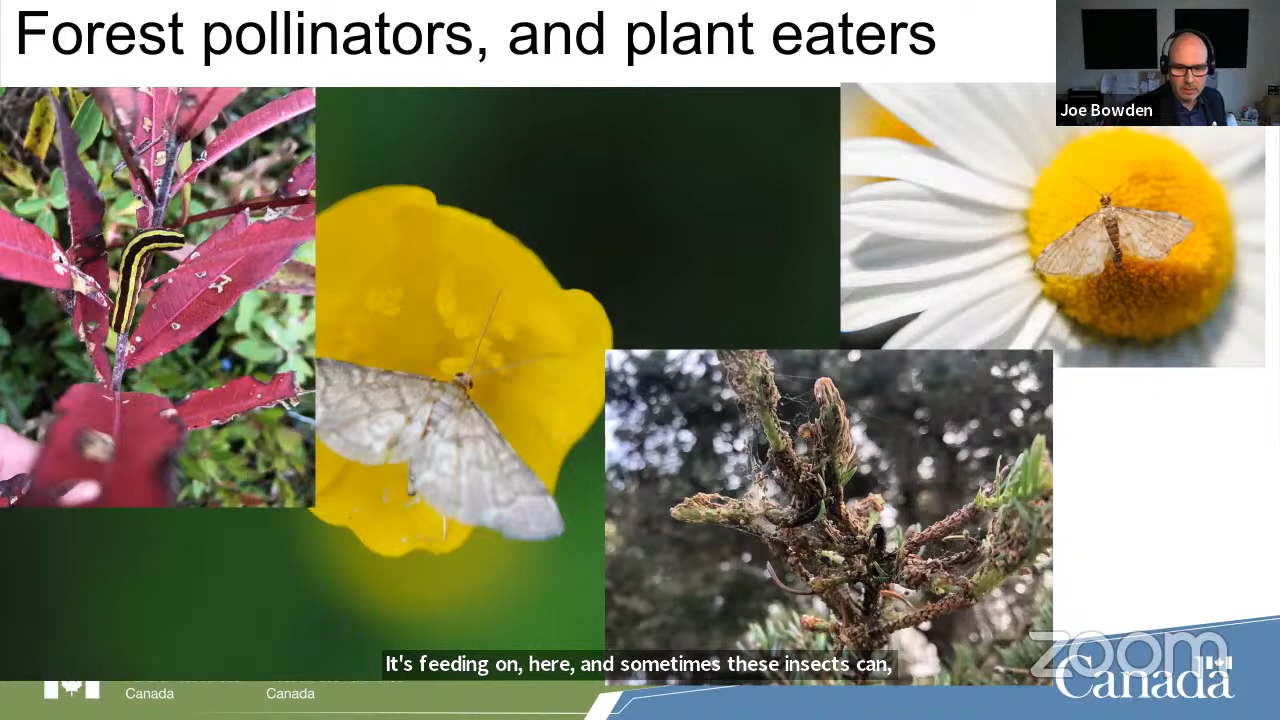 Forest pollinators, and plant eaters
Joe Bowden
It's feeding on, here, and sometimes these insects can,
zoom
Canada
Canada
Canada